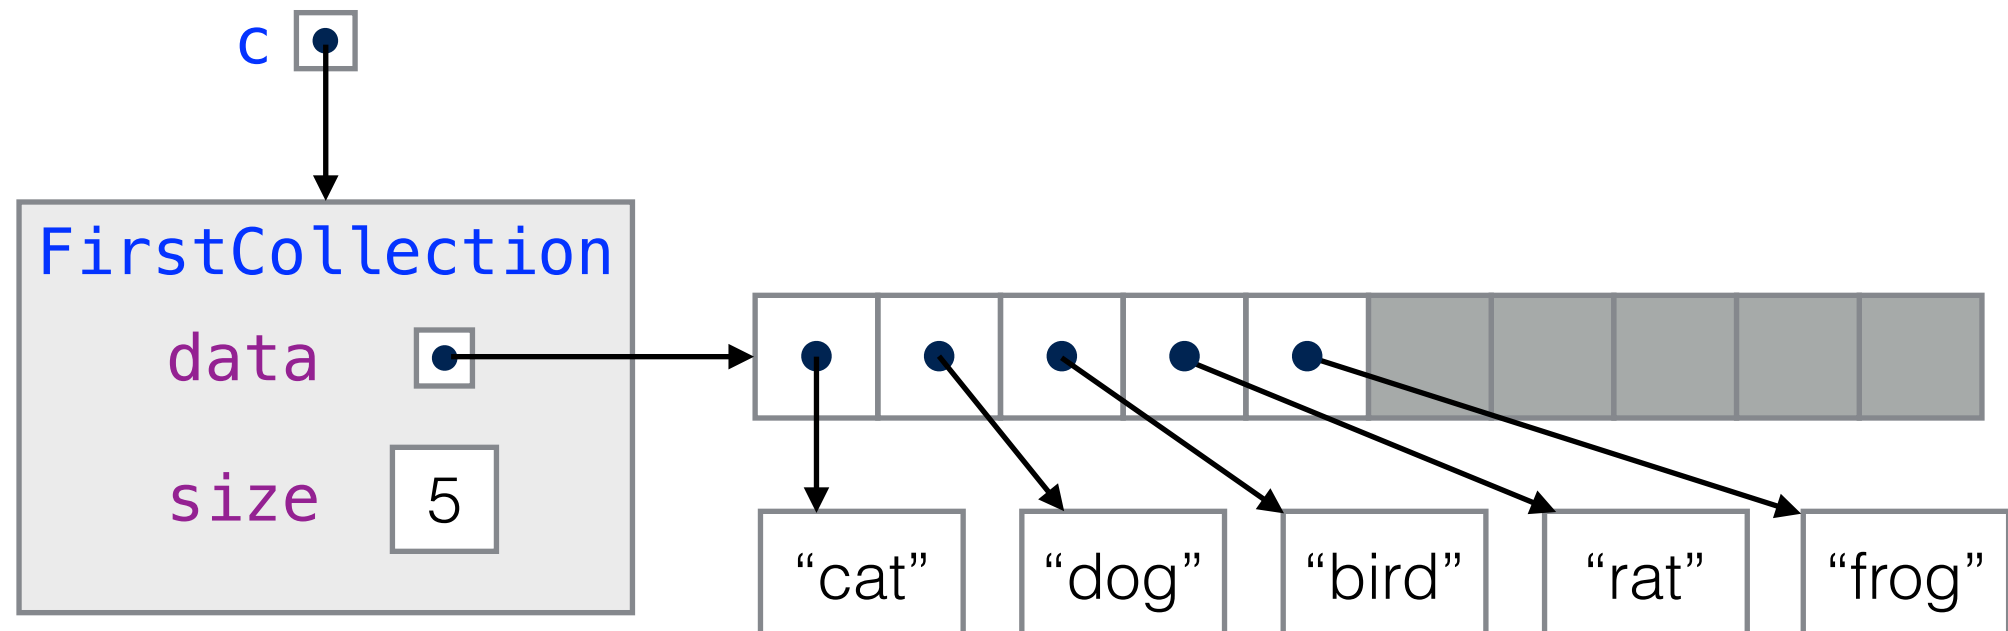 c
FirstCollection
data
size 5
“cat” “dog” “bird” “rat” “frog”